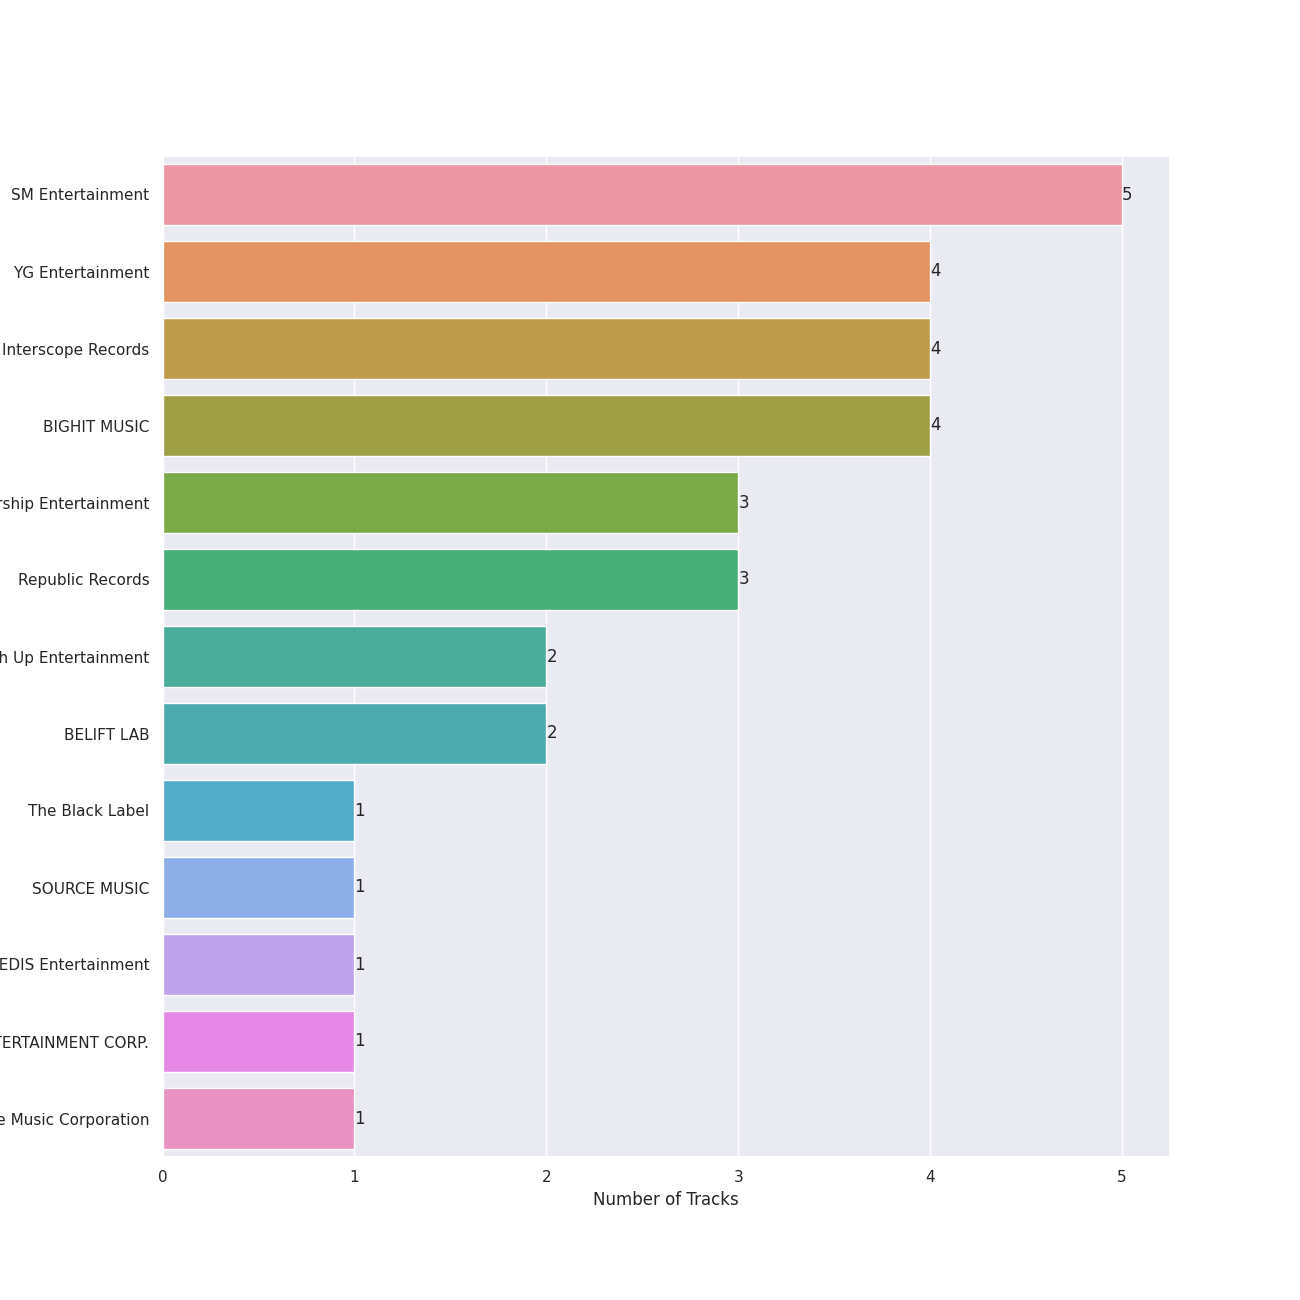 SM Entertainment
5
YG Entertainment
4
Interscope Records
4
BIGHIT MUSIC
4
rship Entertainment
3
Republic Records
3
h Up Entertainment
2
BELIFT LAB
2
The Black Label
1
SOURCE MUSIC
1
EDIS Entertainment
1
TERTAINMENT CORP.
1
e Music Corporation
1
0 1 2 3 4 5
Number of Tracks